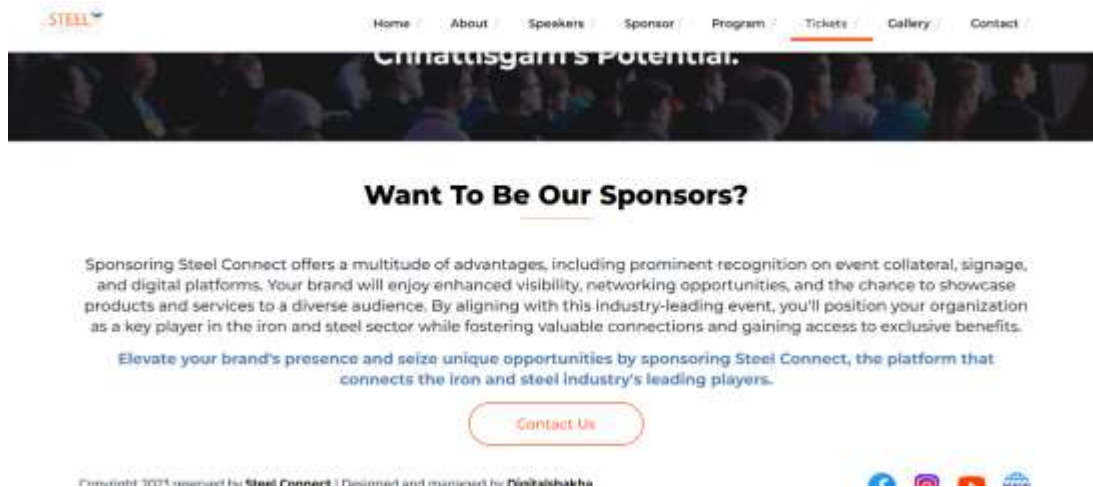 STEEL
Home / About / Speakers / Sponsor / Program / Tickets / Gallery / Contact /
Chhattisgarh's Potential.
Want To Be Our Sponsors?
Sponsoring Steel Connect offers a multitude of advantages, including prominent recognition on event collateral, signage,
and digital platforms. Your brand will enjoy enhanced visibility, networking opportunities, and the chance to showcase
products and services to a diverse audience. By aligning with this industry-leading event, you'll position your organization
as a key player in the iron and steel sector while fostering valuable connections and gaining access to exclusive benefits.
Elevate your brand's presence and seize unique opportunities by sponsoring Steel Connect, the platform that
connects the iron and steel industry's leading players.
Contact Us
Copyright 2023 reserved by Steel Connect | Designed and managed by Digitalshakha